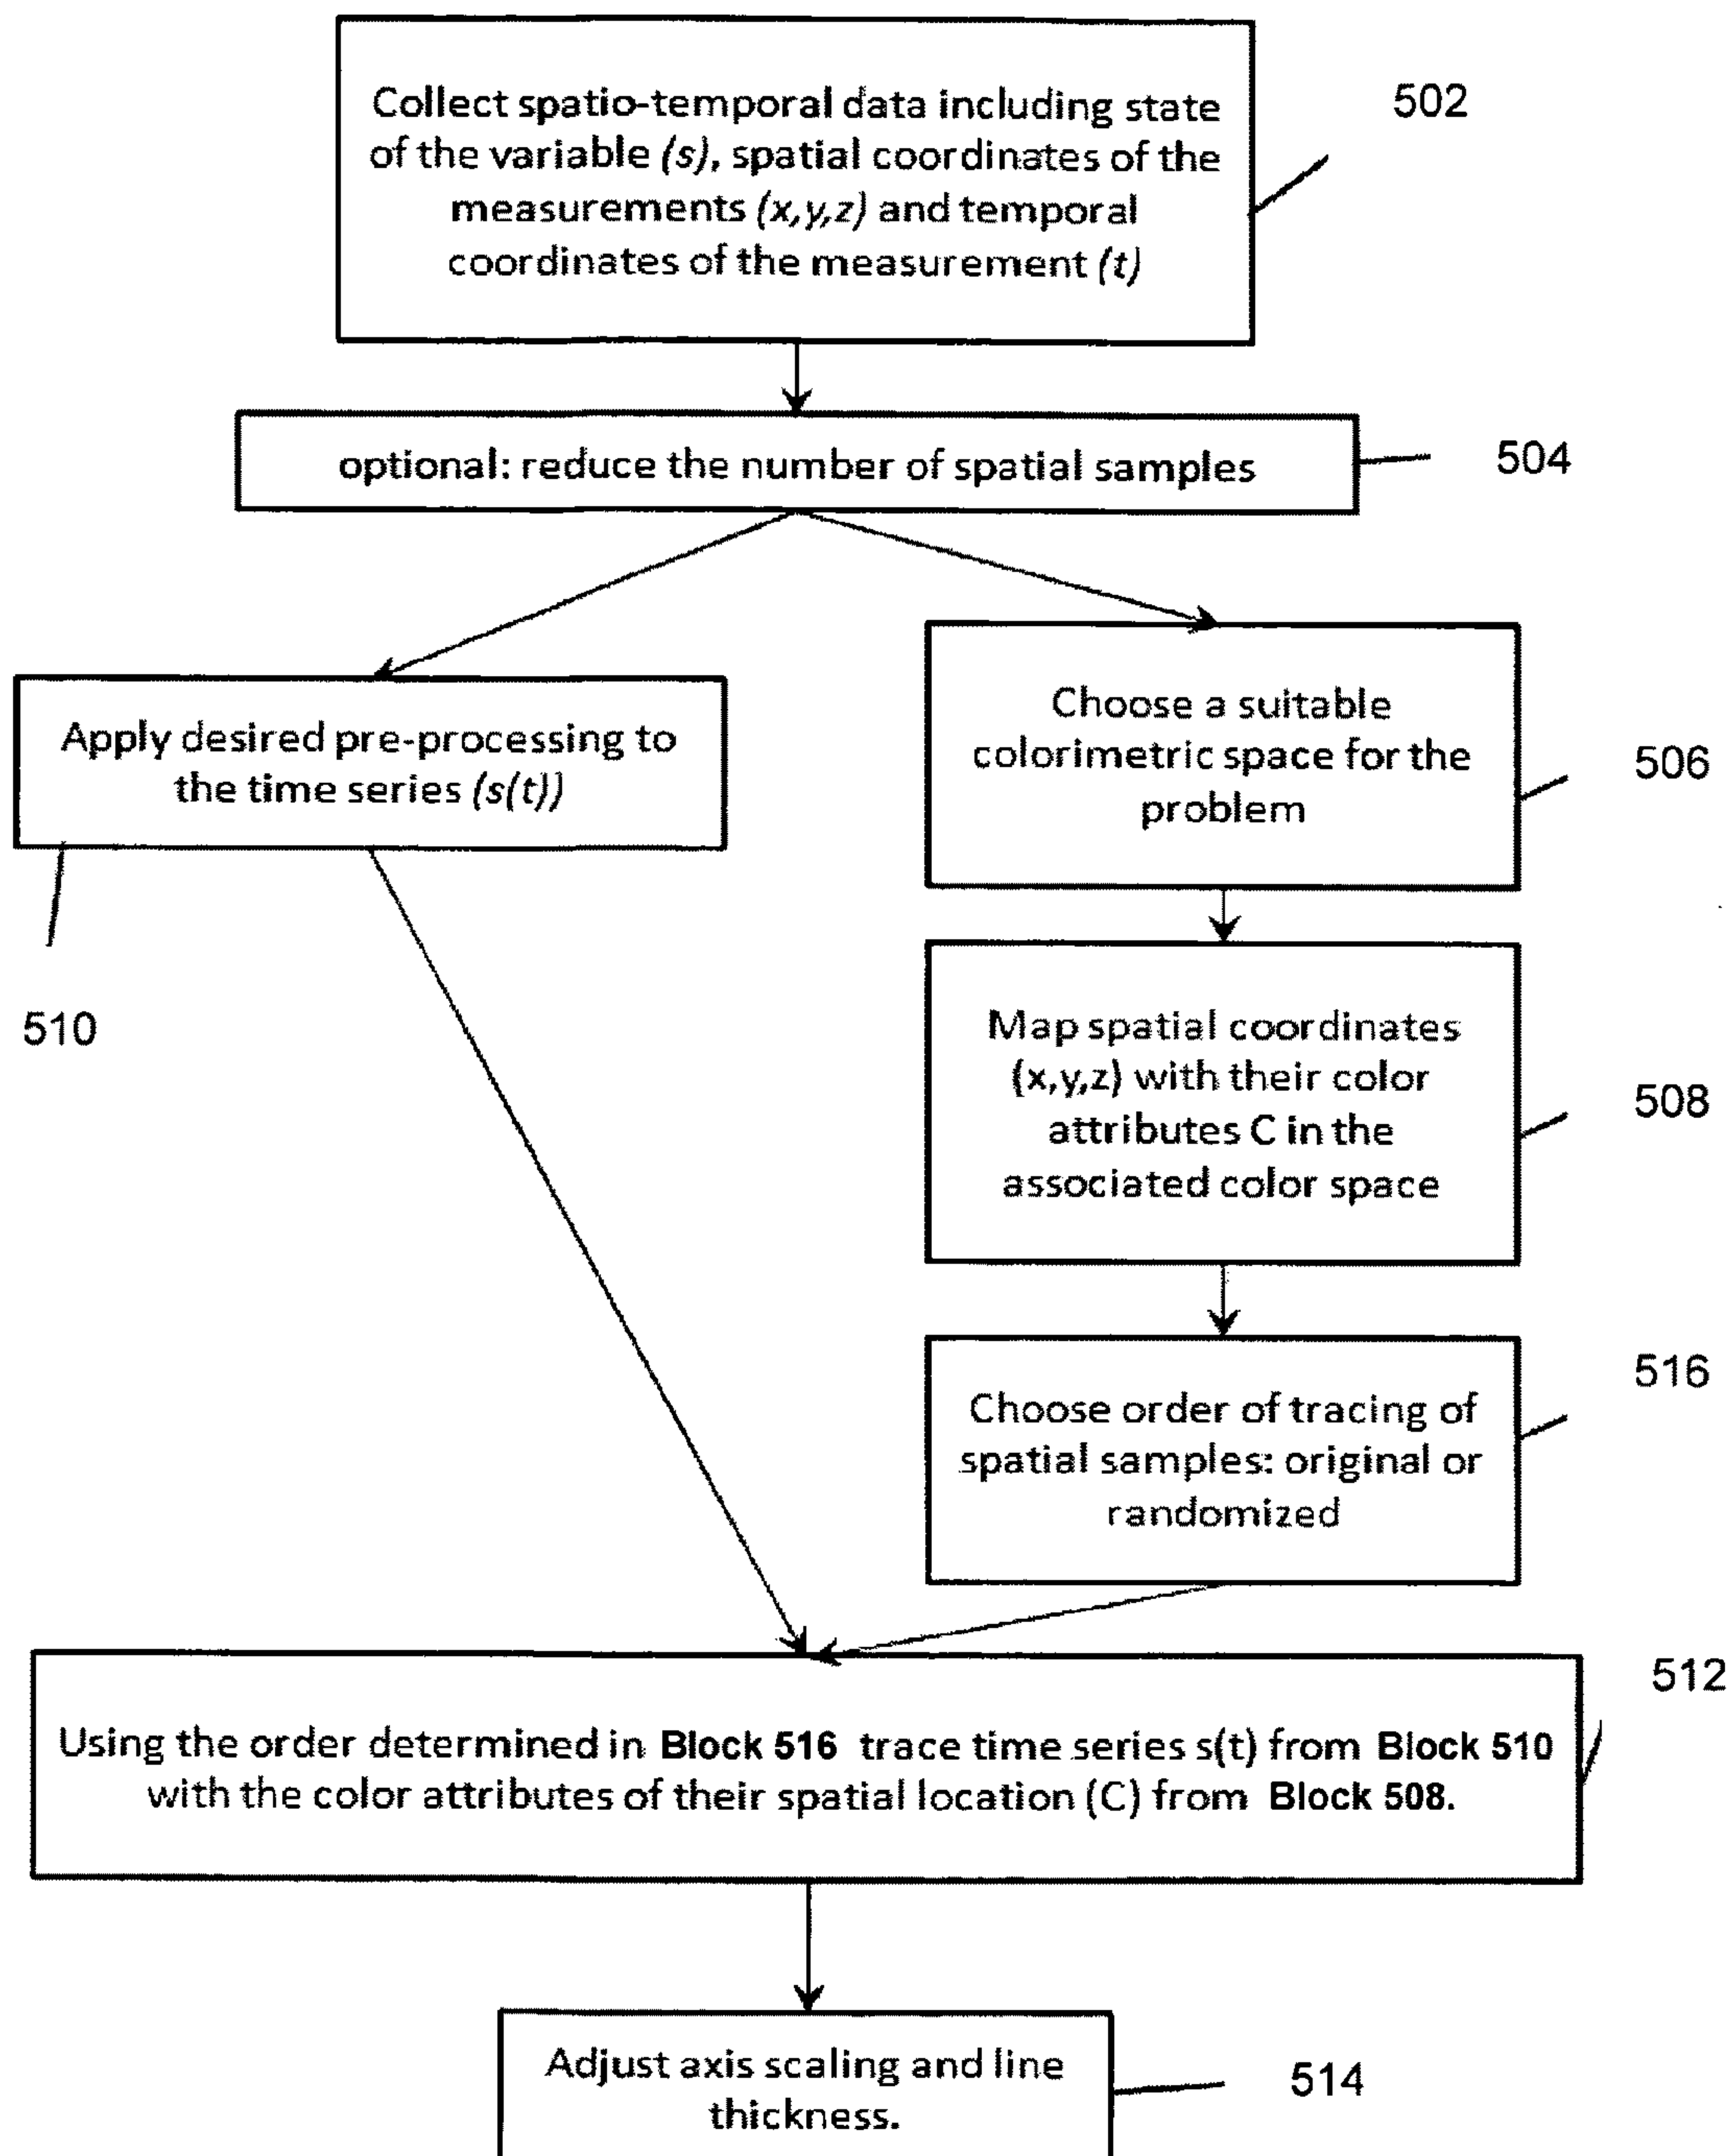 Collect spatio-temporal data including state
of the variable (s), spatial coordinates of the
measurements (x,y,z) and temporal
coordinates of the measurement (t)
502
optional: reduce the number of spatial samples
504
Apply desired pre-processing to
the time series (s(t))
510
Choose a suitable
colorimetric space for the
problem
506
Map spatial coordinates
(x,y,z) with their color
attributes C in the
associated color space
508
Choose order of tracing of
spatial samples: original or
randomized
516
Using the order determined in Block 516 trace time series s(t) from Block 510
with the color attributes of their spatial location (C) from Block 508.
512
Adjust axis scaling and line
thickness.
514